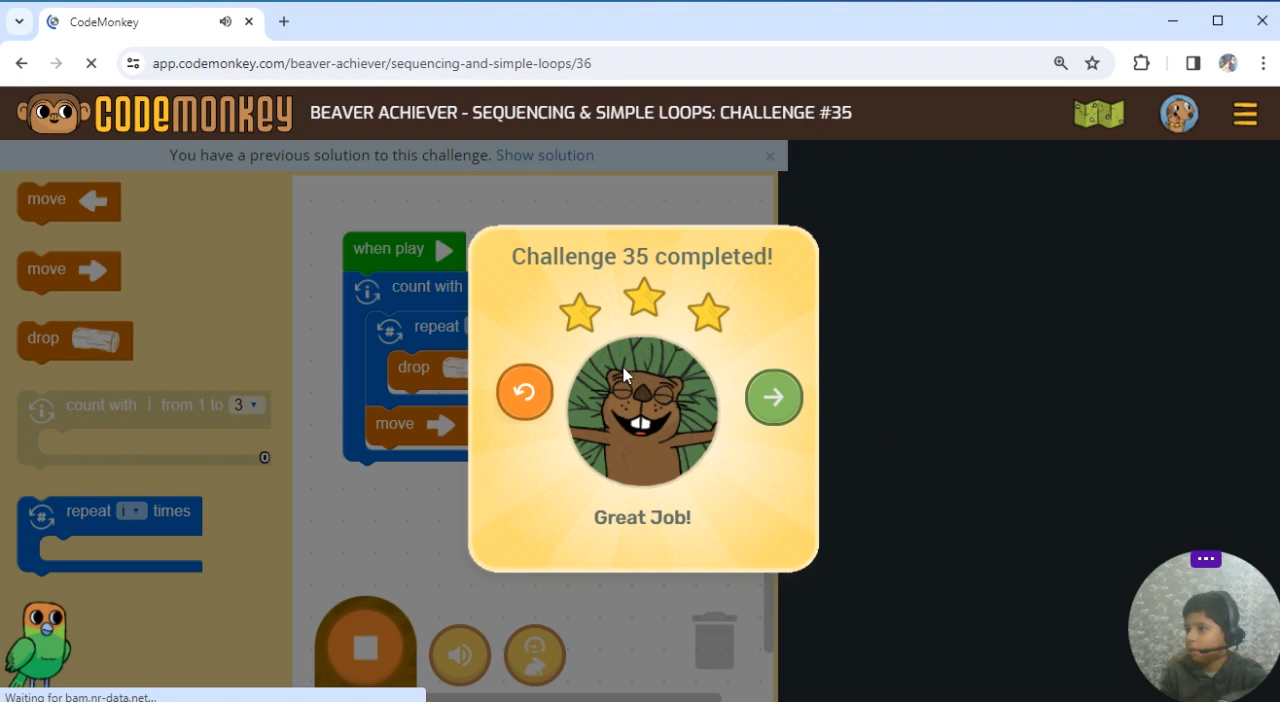 CodeMonkey
app.codemonkey.com/beaver-achiever/sequencing-and-simple-loops/36
CODEMONKEY
BEAVER ACHIEVER - SEQUENCING & SIMPLE LOOPS: CHALLENGE #35
You have a previous solution to this challenge. Show solution
move
move
drop
count with i from 1 to 3
0
repeat i times
when play
count with
repeat
drop
move
Challenge 35 completed!
Great Job!
Waiting for bam.nr-data.net...